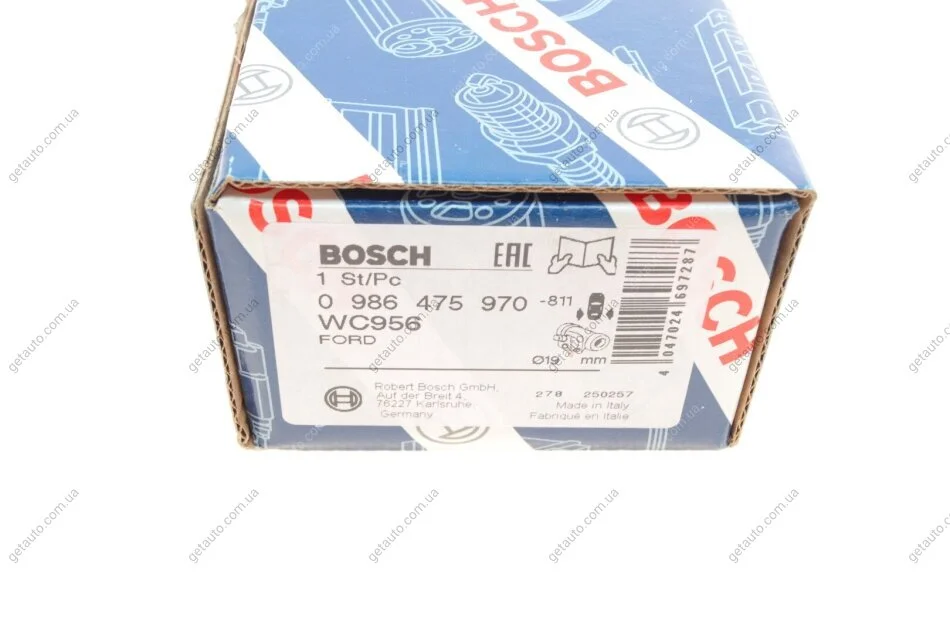 BOSCH
BOSCH
BOSCH EAC
1 St/Pc
0 986 475 970 -811
WC956
FORD
Ø19 mm
4 047024 697287
Robert Bosch GmbH,
Auf der Breit 4,
76227 Karlsruhe
Germany
278 250257
Made in Italy
Fabriqué en Italie
getauto.com.ua